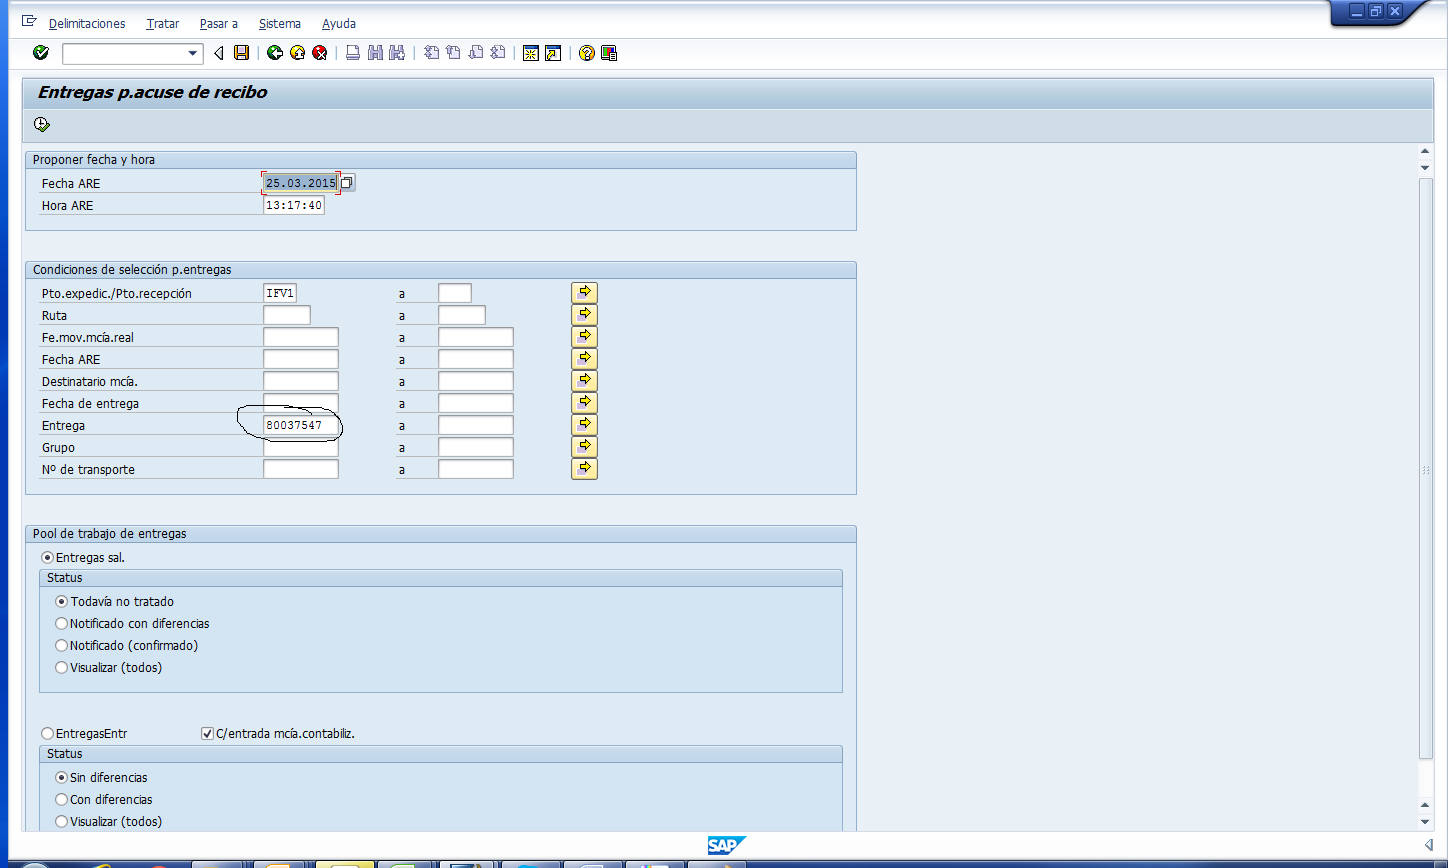 Delimitaciones Tratar Pasar a Sistema Ayuda
Entregas p.acuse de recibo
Proponer fecha y hora
Fecha ARE 25.03.2015
Hora ARE 13:17:40
Condiciones de selección p.entregas
Pto.expedic./Pto.recepción IFV1 a
Ruta a
Fe.mov.mcía.real a
Fecha ARE a
Destinatario mcía. a
Fecha de entrega a
Entrega 80037547 a
Grupo a
Nº de transporte a
Pool de trabajo de entregas
Entregas sal.
Status
Todavía no tratado
Notificado con diferencias
Notificado (confirmado)
Visualizar (todos)
EntregasEntr C/entrada mcía.contabiliz.
Status
Sin diferencias
Con diferencias
Visualizar (todos)
SAP